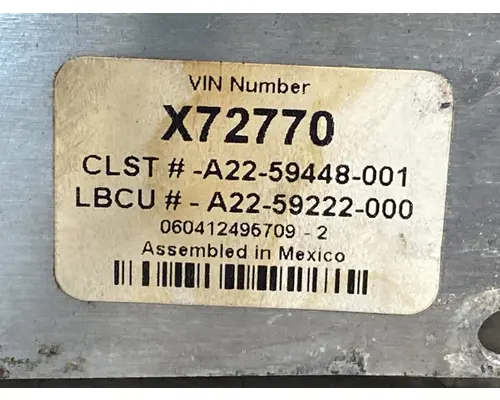 VIN Number
X72770
CLST # -A22-59448-001
LBCU # - A22-59222-000
060412495709 - 2
Assembled in Mexico